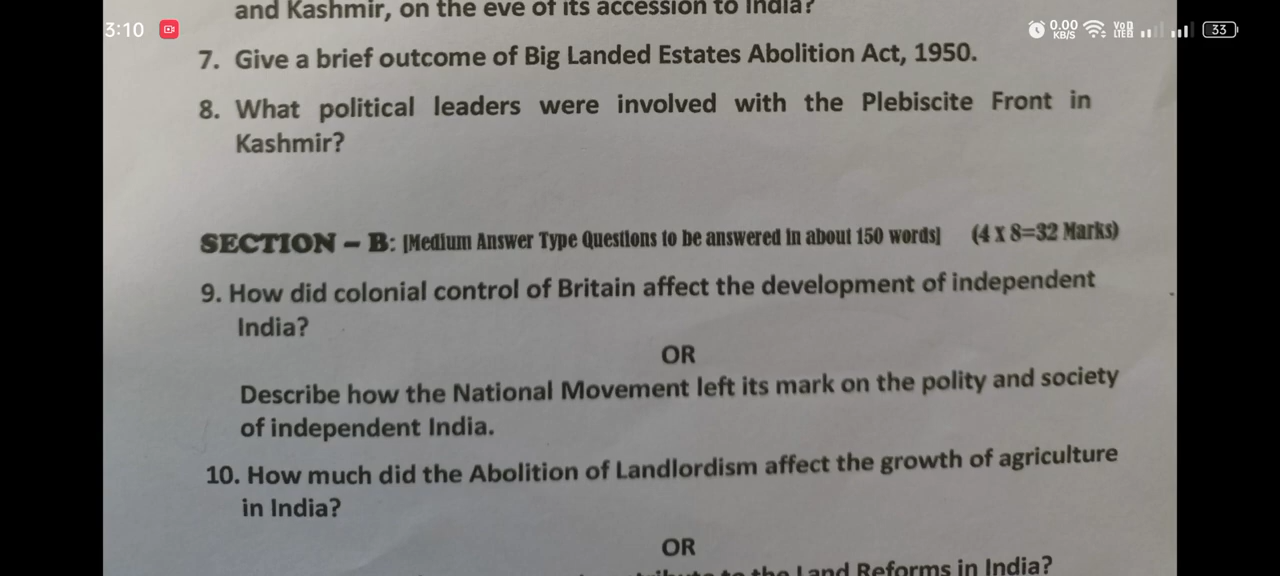 and Kashmir, on the eve of its accession to India?
3:10
0.00
KB/S
Vo
LTE
33
7. Give a brief outcome of Big Landed Estates Abolition Act, 1950.
8. What political leaders were involved with the Plebiscite Front in
Kashmir?
SECTION – B: [Medium Answer Type Questions to be answered in about 150 words] (4 x 8=32 Marks)
9. How did colonial control of Britain affect the development of independent
India?
OR
Describe how the National Movement left its mark on the polity and society
of independent India.
10. How much did the Abolition of Landlordism affect the growth of agriculture
in India?
OR
to the Land Reforms in India?